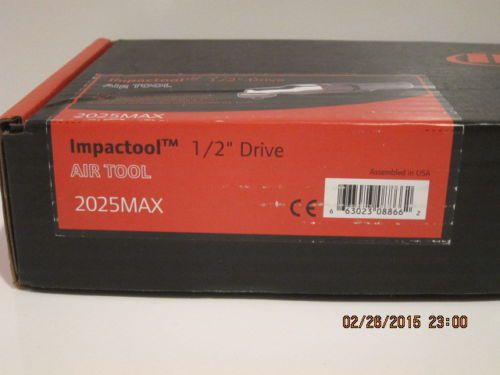 Impactool™ 1/2" Drive
AIR TOOL
2025MAX
Impactool™ 1/2" Drive
AIR TOOL
2025MAX
Assembled in USA
CE
6 63023 08866 2
02/26/2015 23:00